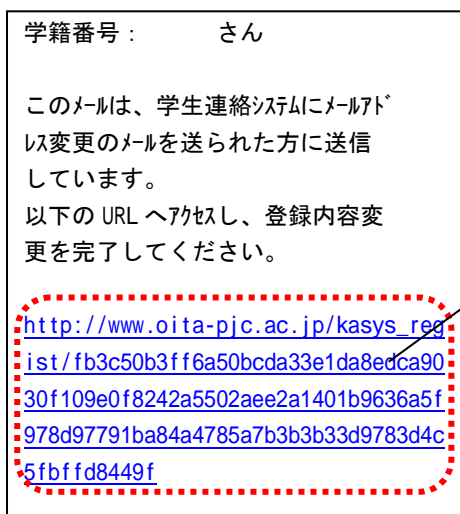 学籍番号：　　　さん
このﾒｰﾙは、学生連絡ｼｽﾃﾑにﾒｰﾙｱﾄﾞ
ﾚｽ変更のﾒｰﾙを送られた方に送信
しています。
以下の URL へｱｸｾｽし、登録内容変
更を完了してください。
http://www.oita-pjc.ac.jp/kasys_reg
ist/fb3c50b3ff6a50bcda33e1da8edca90
30f109e0f8242a5502aee2a1401b9636a5f
978d97791ba84a4785a7b3b3b33d9783d4c
5fbffd8449f